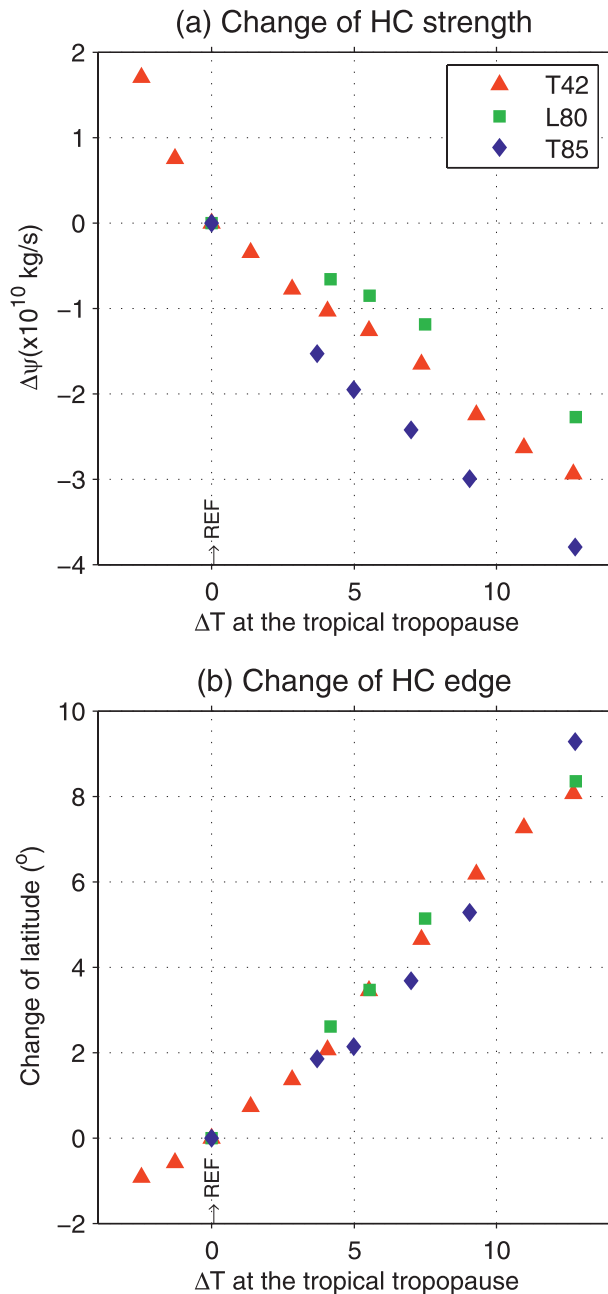 (a) Change of HC strength
2
1
0
−1
−2
−3
−4
Δψ(x10^10 kg/s)
T42
L80
T85
→REF
0 5 10
ΔT at the tropical tropopause
(b) Change of HC edge
10
8
6
4
2
0
−2
Change of latitude (°)
→REF
0 5 10
ΔT at the tropical tropopause